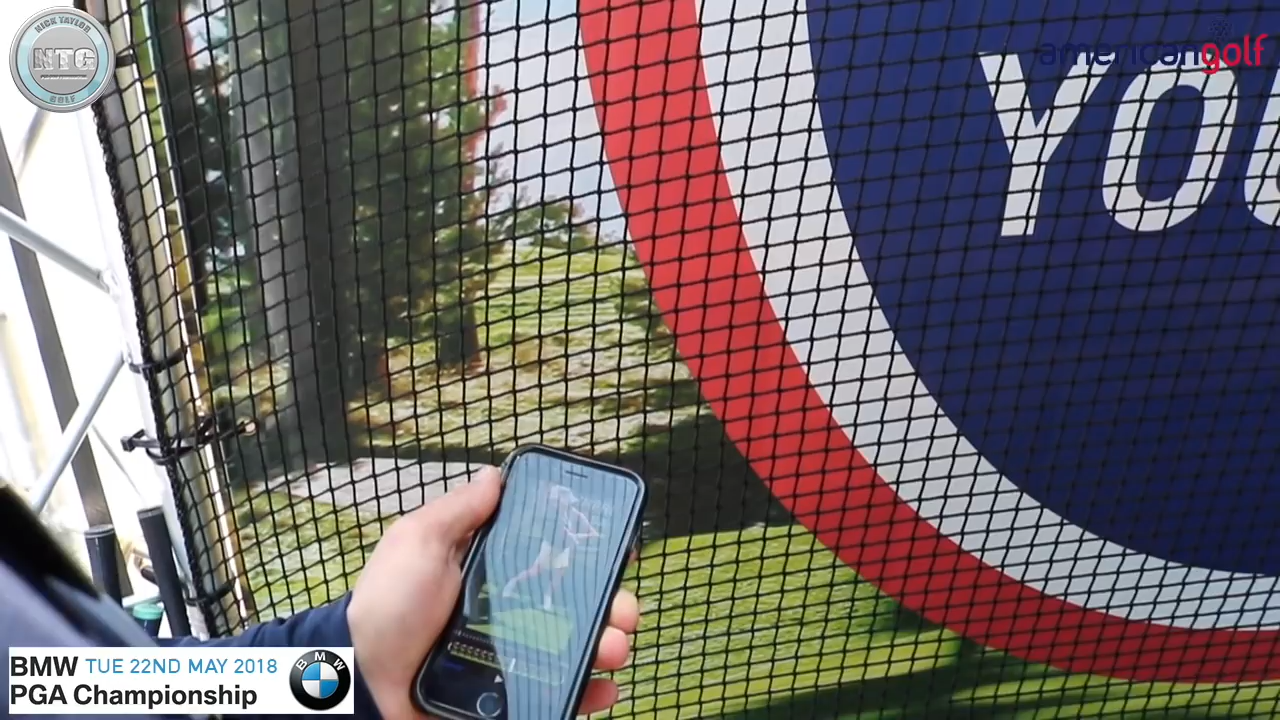 NICK TAYLOR
NTG
GOLF
americangolf
YOU
BMW TUE 22ND MAY 2018
PGA Championship
BMW